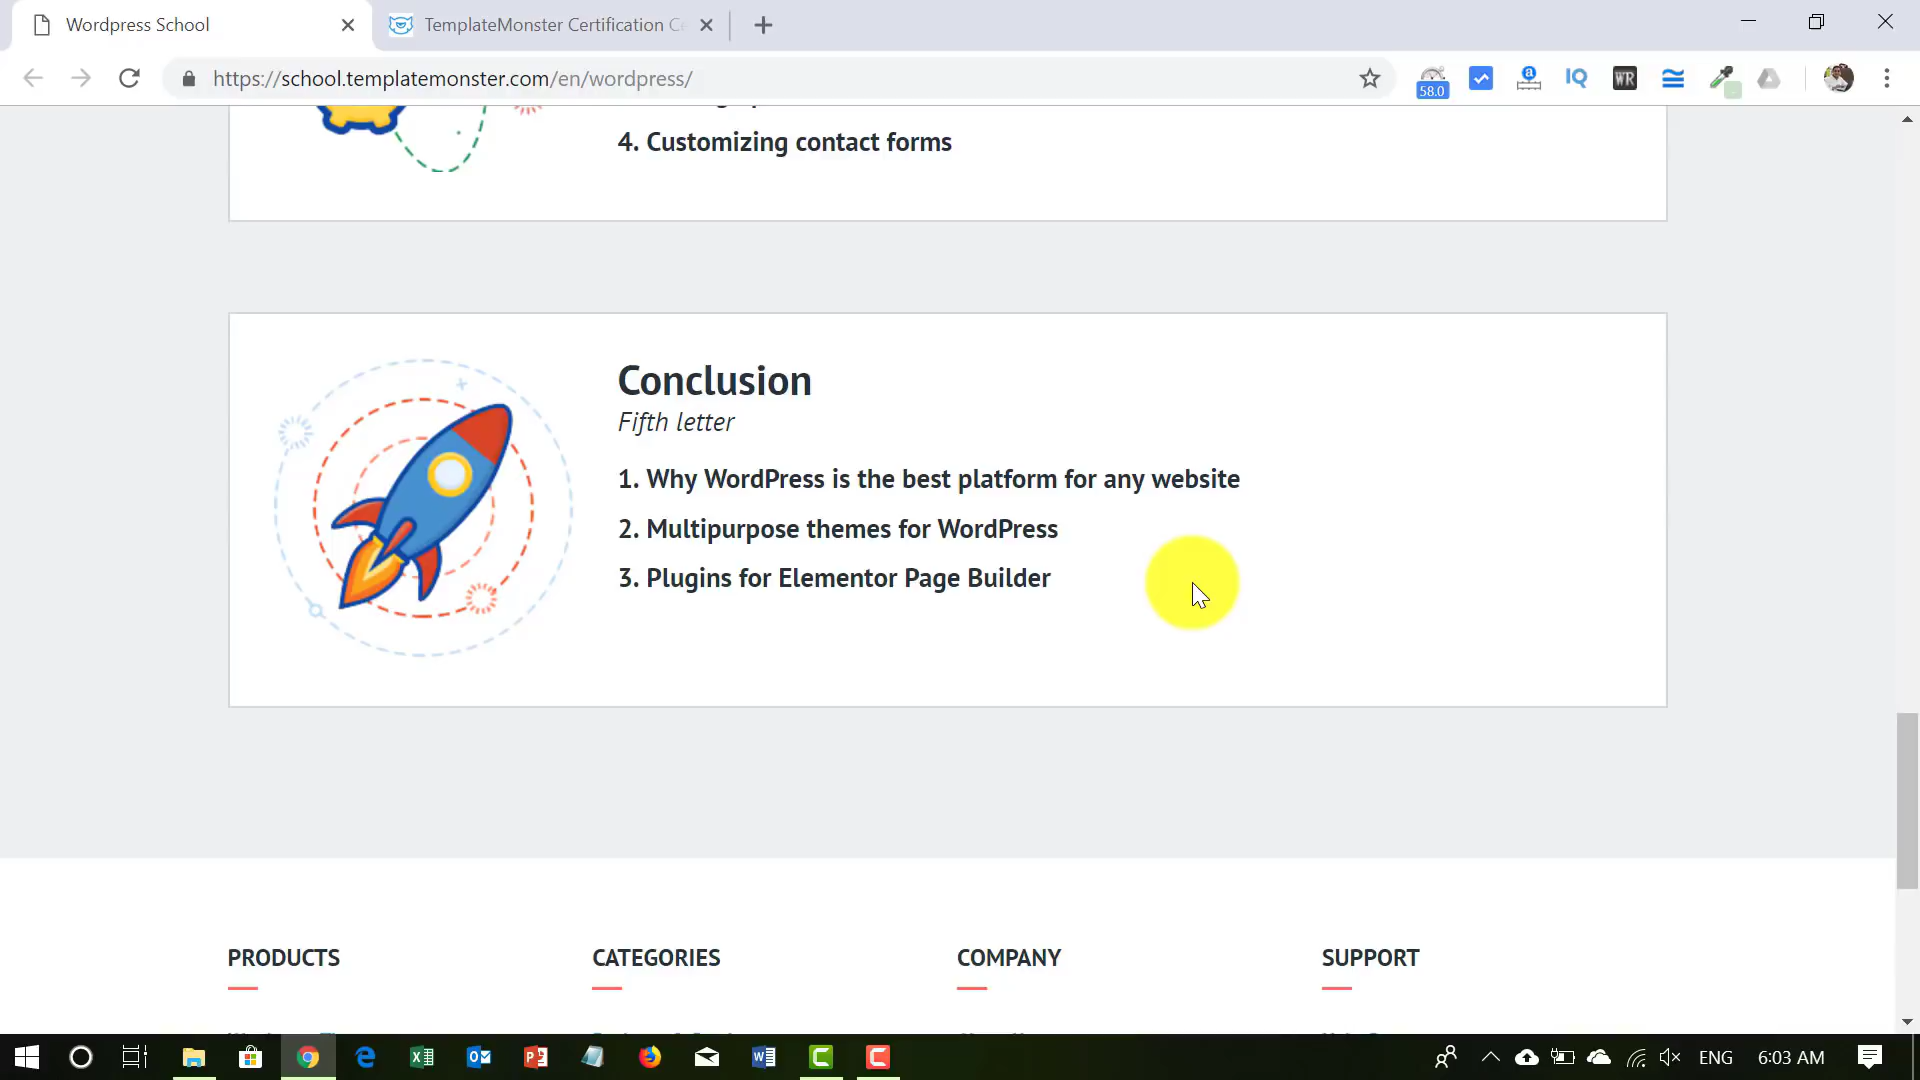 Wordpress School
TemplateMonster Certification Ce
https://school.templatemonster.com/en/wordpress/
58.0
a
IQ
WR
4. Customizing contact forms
Conclusion
Fifth letter
1. Why WordPress is the best platform for any website
2. Multipurpose themes for WordPress
3. Plugins for Elementor Page Builder
PRODUCTS
CATEGORIES
COMPANY
SUPPORT
ENG
6:03 AM